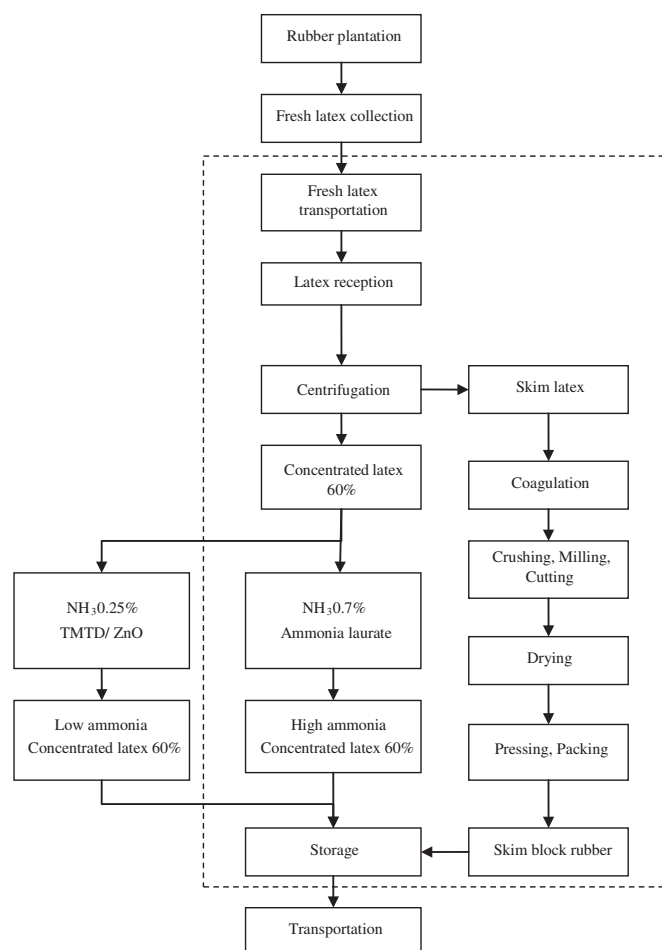 Rubber plantation
Fresh latex collection
Fresh latex
transportation
Latex reception
Centrifugation
Skim latex
Concentrated latex
60%
Coagulation
Crushing, Milling,
Cutting
NH₃0.25%
TMTD/ ZnO
NH₃0.7%
Ammonia laurate
Drying
Low ammonia
Concentrated latex 60%
High ammonia
Concentrated latex 60%
Pressing, Packing
Storage
Skim block rubber
Transportation